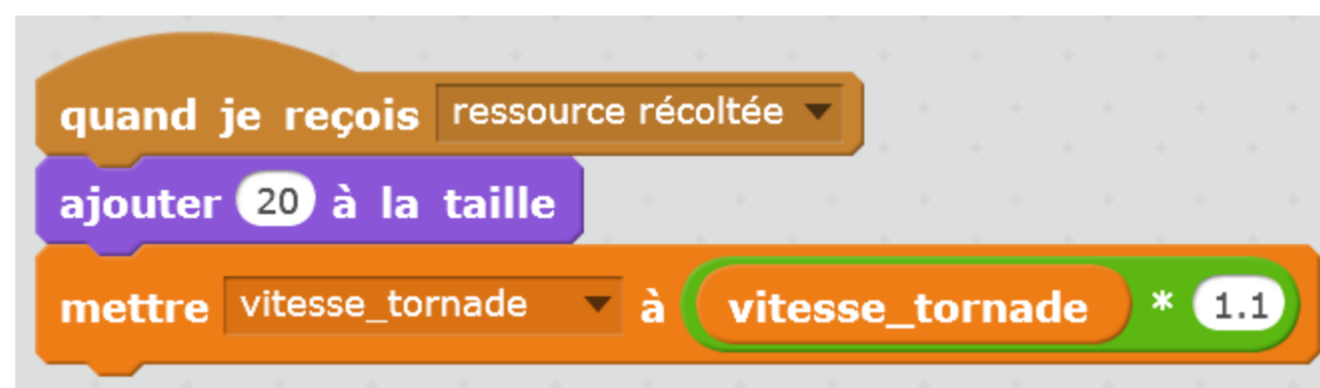 quand je reçois ressource récoltée
ajouter 20 à la taille
mettre vitesse_tornade à vitesse_tornade * 1.1